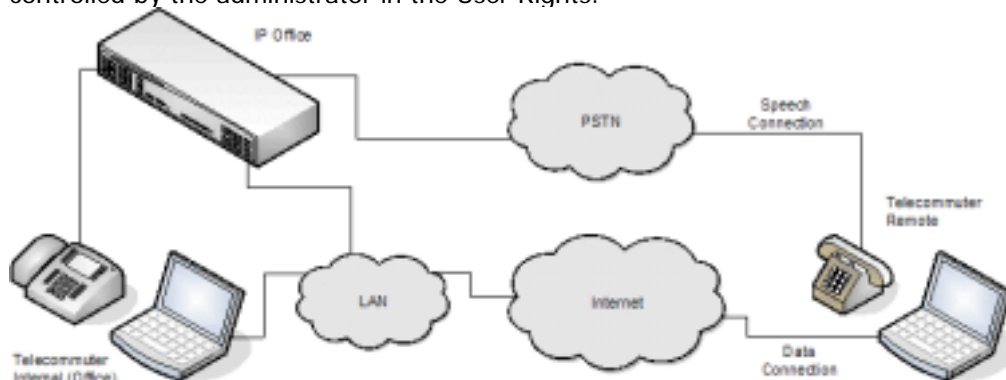 controlled by the administrator in the User Rights.
IP Office
PSTN
Speech
Connection
Telecommuter
Remote
LAN
Internet
Telecommuter
Internal (Office)
Data
Connection